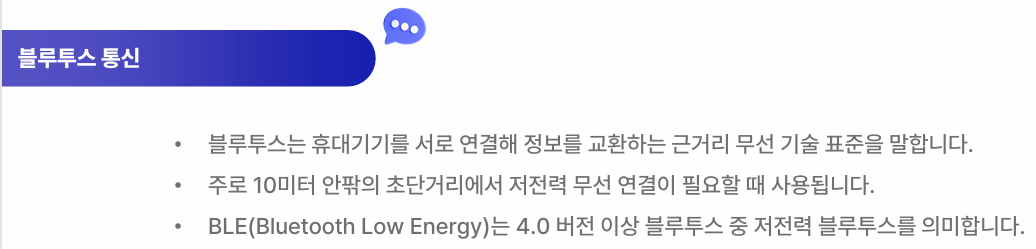 블루투스 통신
• 블루투스는 휴대기기를 서로 연결해 정보를 교환하는 근거리 무선 기술 표준을 말합니다.
• 주로 10미터 안팎의 초단거리에서 저전력 무선 연결이 필요할 때 사용됩니다.
• BLE(Bluetooth Low Energy)는 4.0 버전 이상 블루투스 중 저전력 블루투스를 의미합니다.